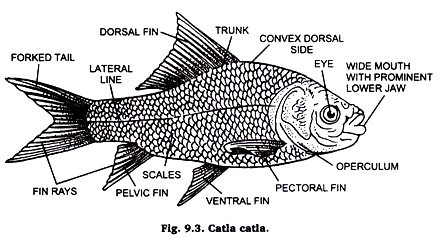 DORSAL FIN
TRUNK
CONVEX DORSAL
SIDE
FORKED TAIL
LATERAL
LINE
EYE
WIDE MOUTH
WITH PROMINENT
LOWER JAW
OPERCULUM
SCALES
PECTORAL FIN
FIN RAYS
PELVIC FIN
VENTRAL FIN
Fig. 9.3. Catla catla.